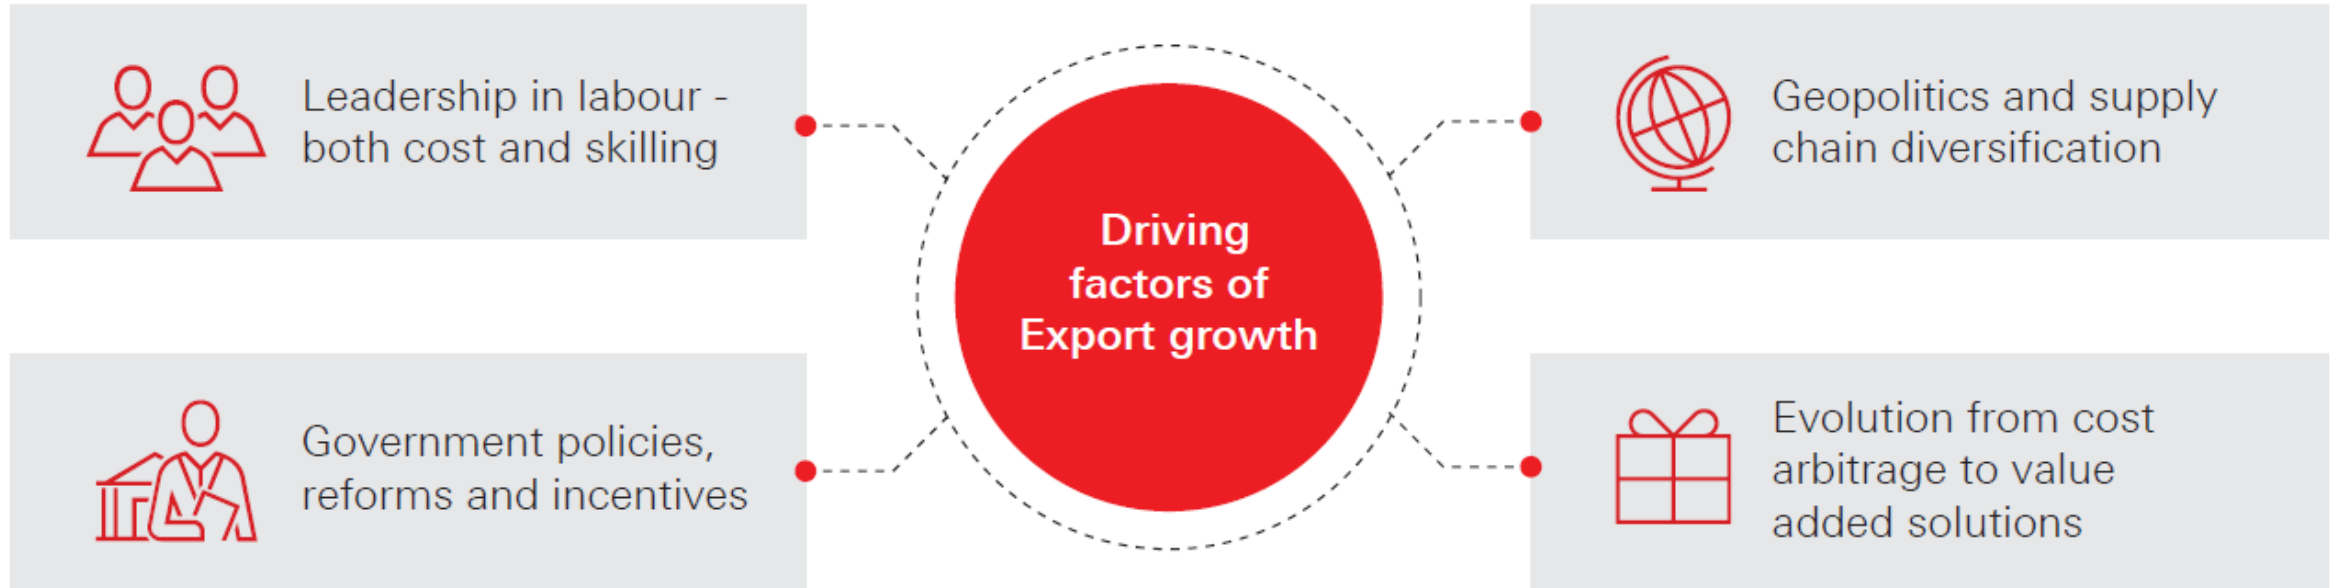 Leadership in labour -
both cost and skilling
Geopolitics and supply
chain diversification
Driving
factors of
Export growth
Government policies,
reforms and incentives
Evolution from cost
arbitrage to value
added solutions